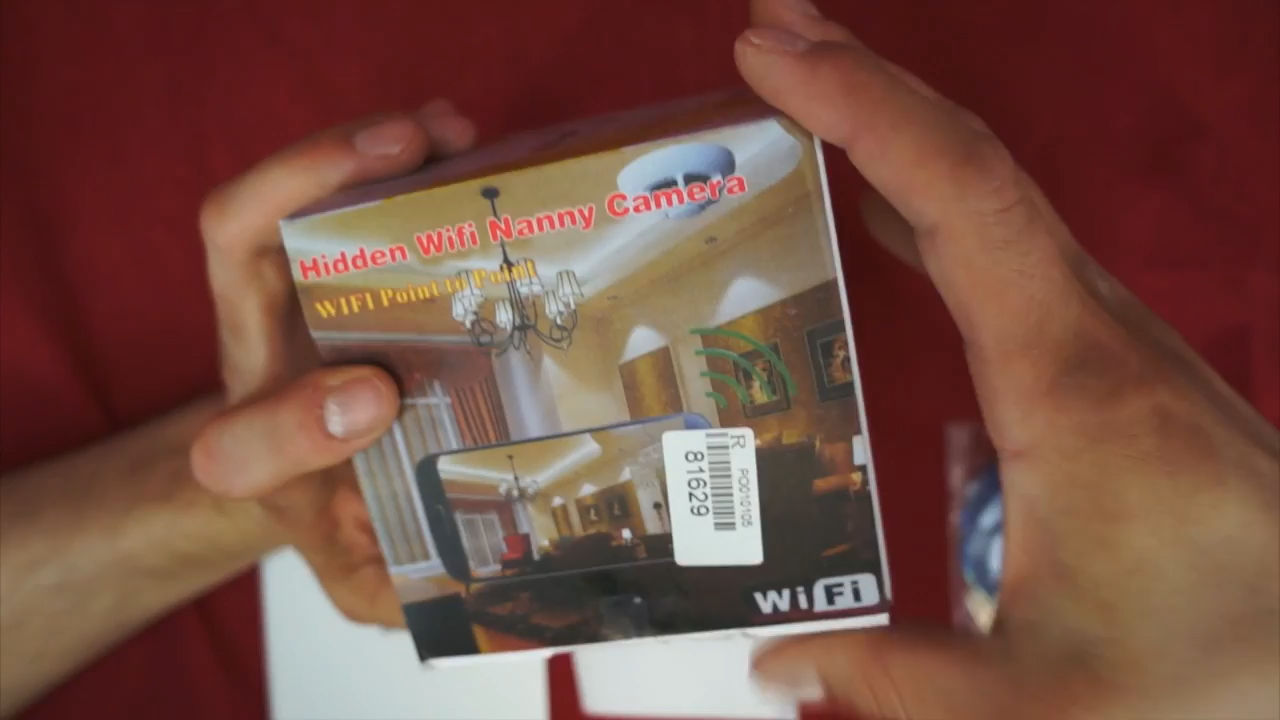 Hidden Wifi Nanny Camera
WIFI Point to Point
R
PO010105
81629
WiFi